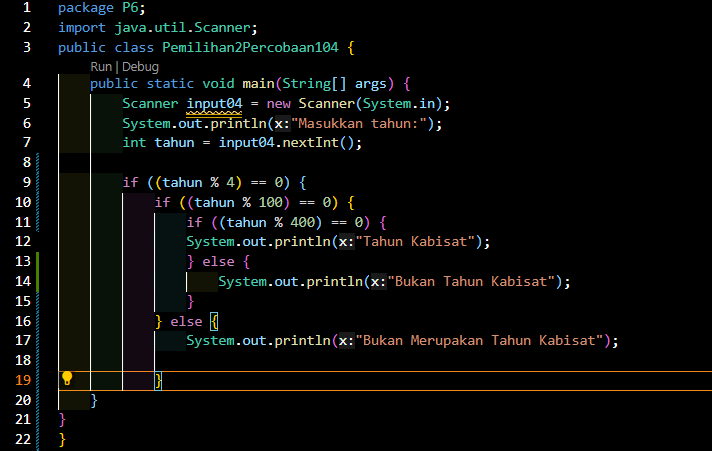 1 package P6;
2 import java.util.Scanner;
3 public class Pemilihan2Percobaan104 {
Run | Debug
4 public static void main(String[] args) {
5 Scanner input04 = new Scanner(System.in);
6 System.out.println(x:"Masukkan tahun:");
7 int tahun = input04.nextInt();
8
9 if ((tahun % 4) == 0) {
10 if ((tahun % 100) == 0) {
11 if ((tahun % 400) == 0) {
12 System.out.println(x:"Tahun Kabisat");
13 } else {
14 System.out.println(x:"Bukan Tahun Kabisat");
15 }
16 } else {
17 System.out.println(x:"Bukan Merupakan Tahun Kabisat");
18
19 }
20 }
21 }
22 }